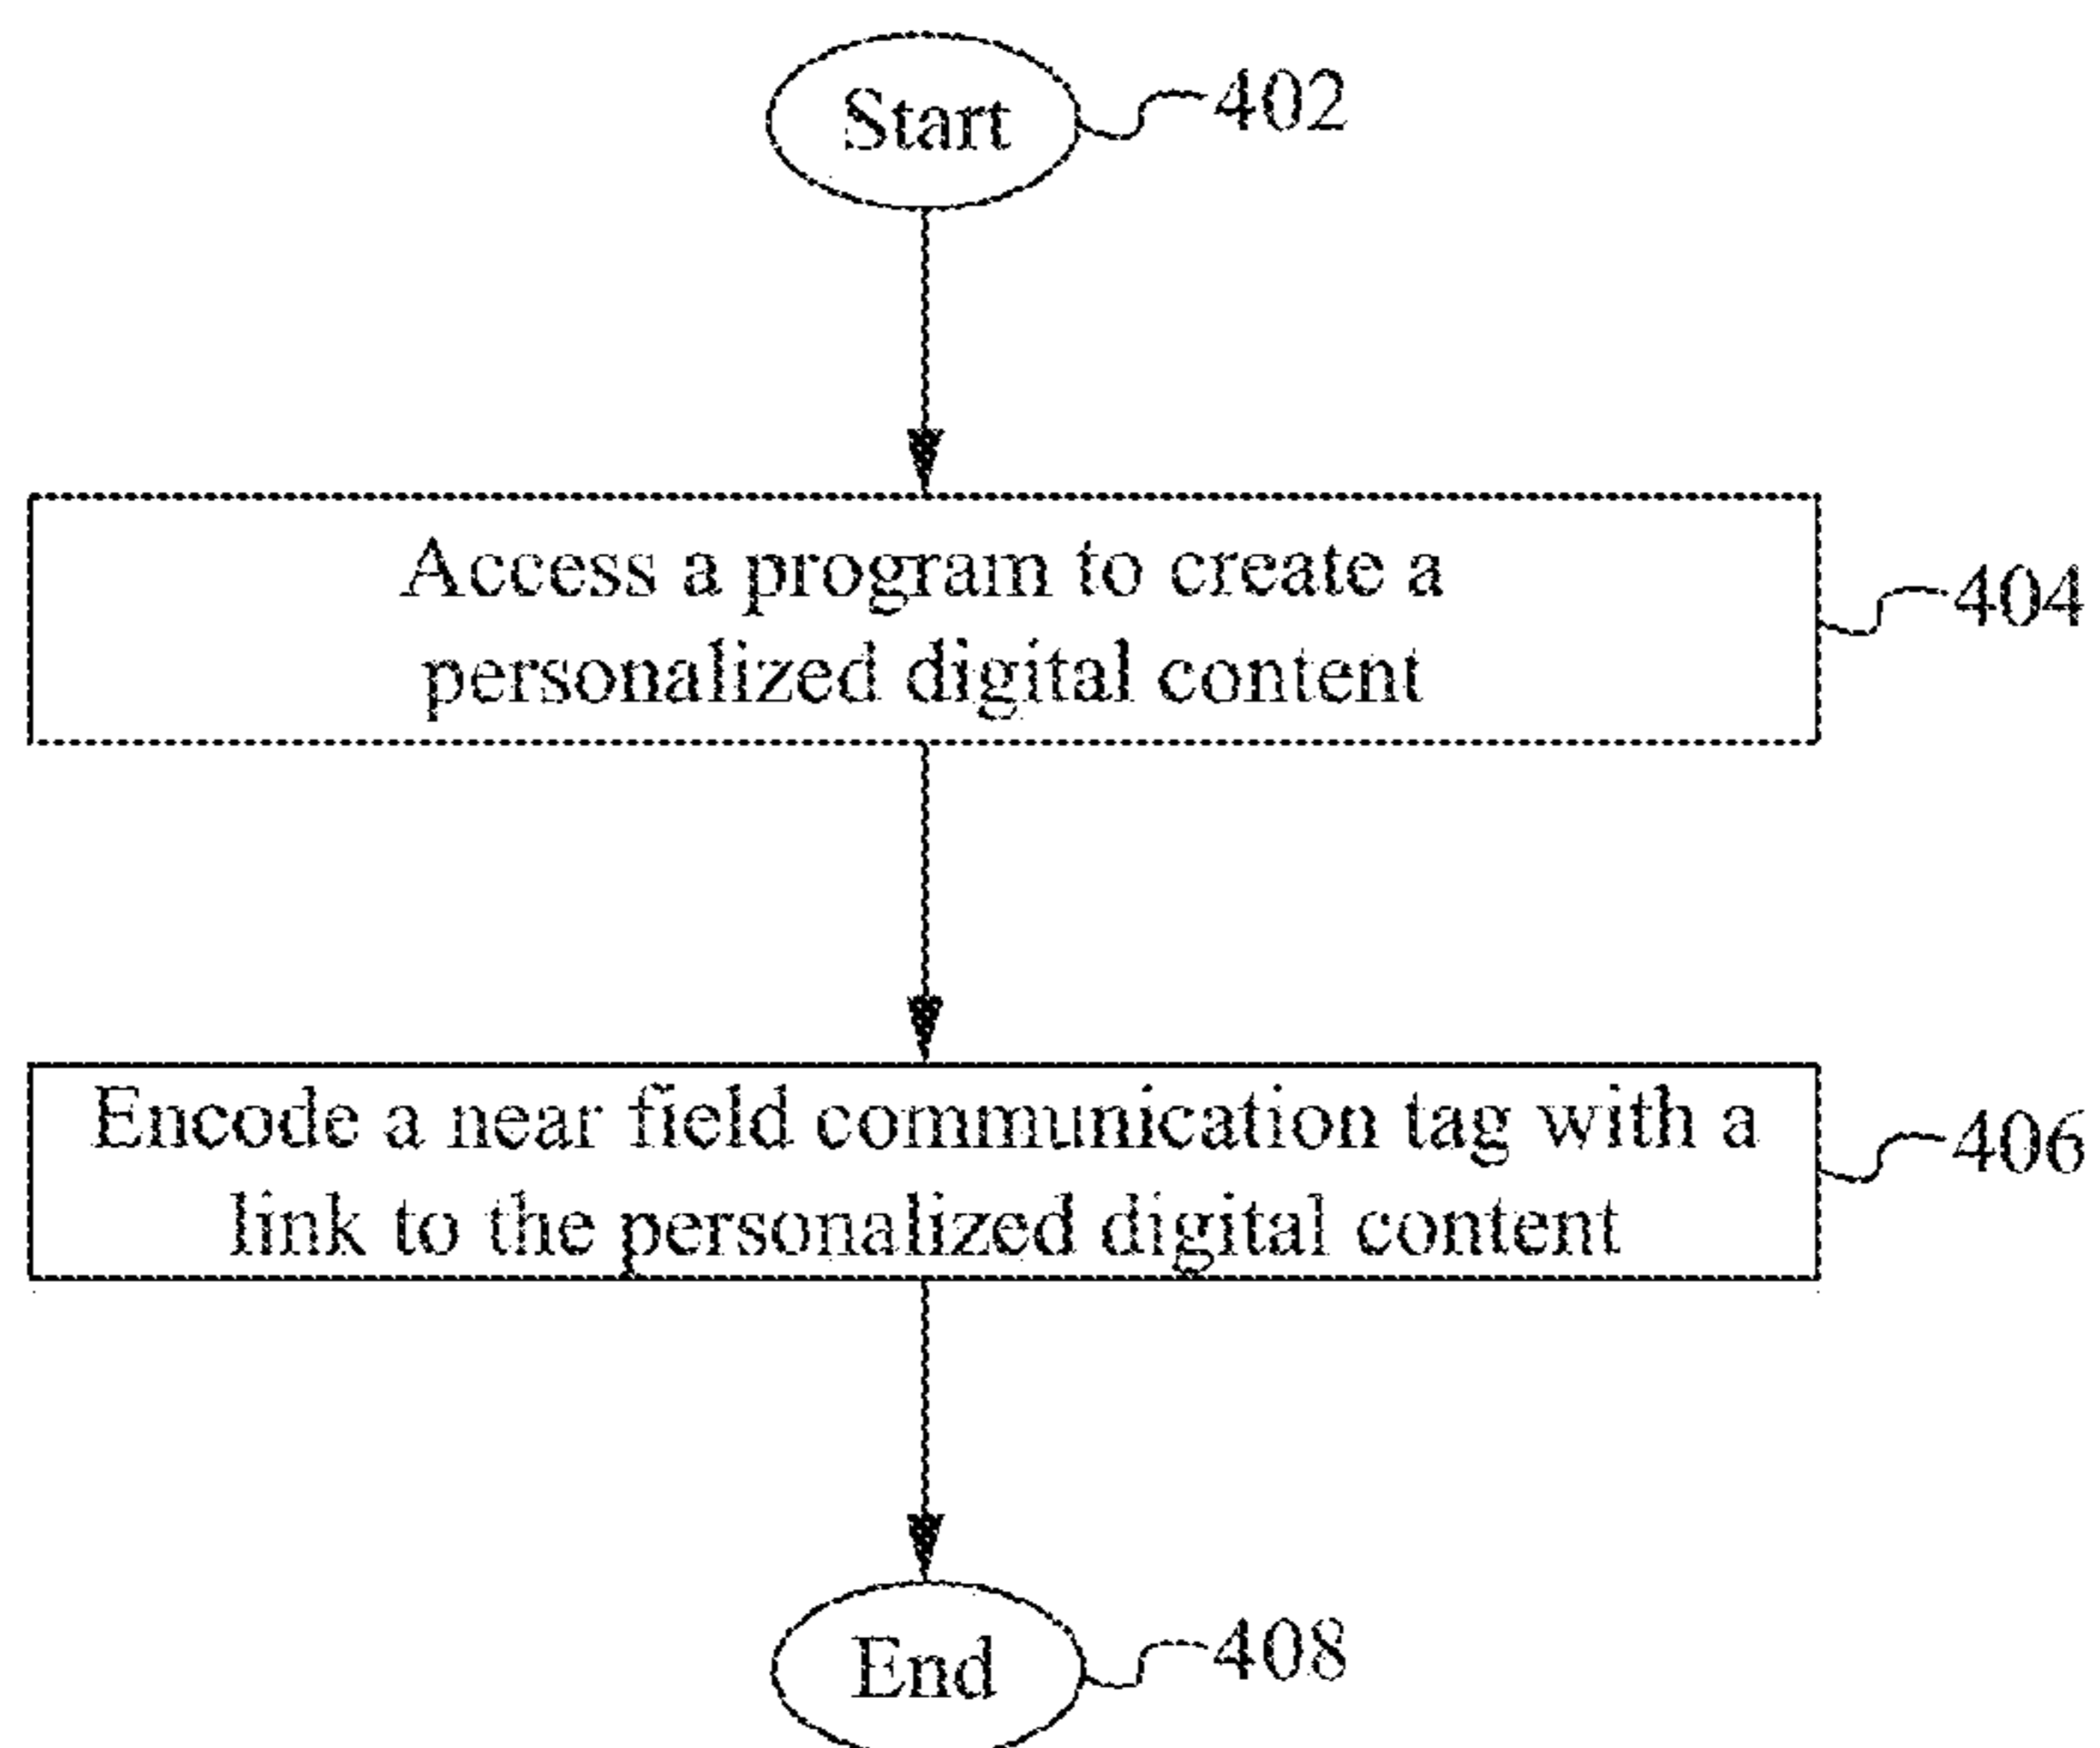 Start
402
Access a program to create a
personalized digital content
404
Encode a near field communication tag with a
link to the personalized digital content
406
End
408